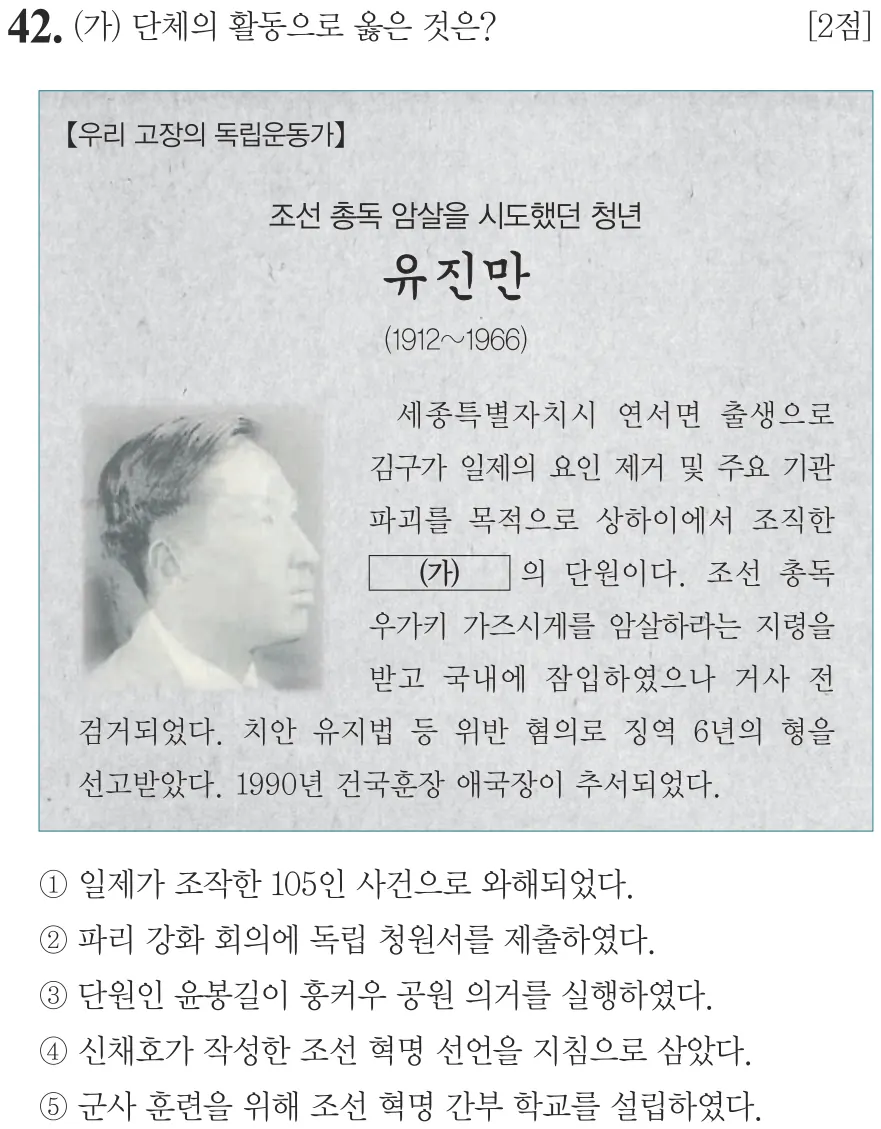 42. (가) 단체의 활동으로 옳은 것은? [2점]
【우리 고장의 독립운동가】
조선 총독 암살을 시도했던 청년
유진만
(1912~1966)
세종특별자치시 연서면 출생으로
김구가 일제의 요인 제거 및 주요 기관
파괴를 목적으로 상하이에서 조직한
(가) 의 단원이다. 조선 총독
우가키 가즈시게를 암살하라는 지령을
받고 국내에 잠입하였으나 거사 전
검거되었다. 치안 유지법 등 위반 혐의로 징역 6년의 형을
선고받았다. 1990년 건국훈장 애국장이 추서되었다.
① 일제가 조작한 105인 사건으로 와해되었다.
② 파리 강화 회의에 독립 청원서를 제출하였다.
③ 단원인 윤봉길이 훙커우 공원 의거를 실행하였다.
④ 신채호가 작성한 조선 혁명 선언을 지침으로 삼았다.
⑤ 군사 훈련을 위해 조선 혁명 간부 학교를 설립하였다.